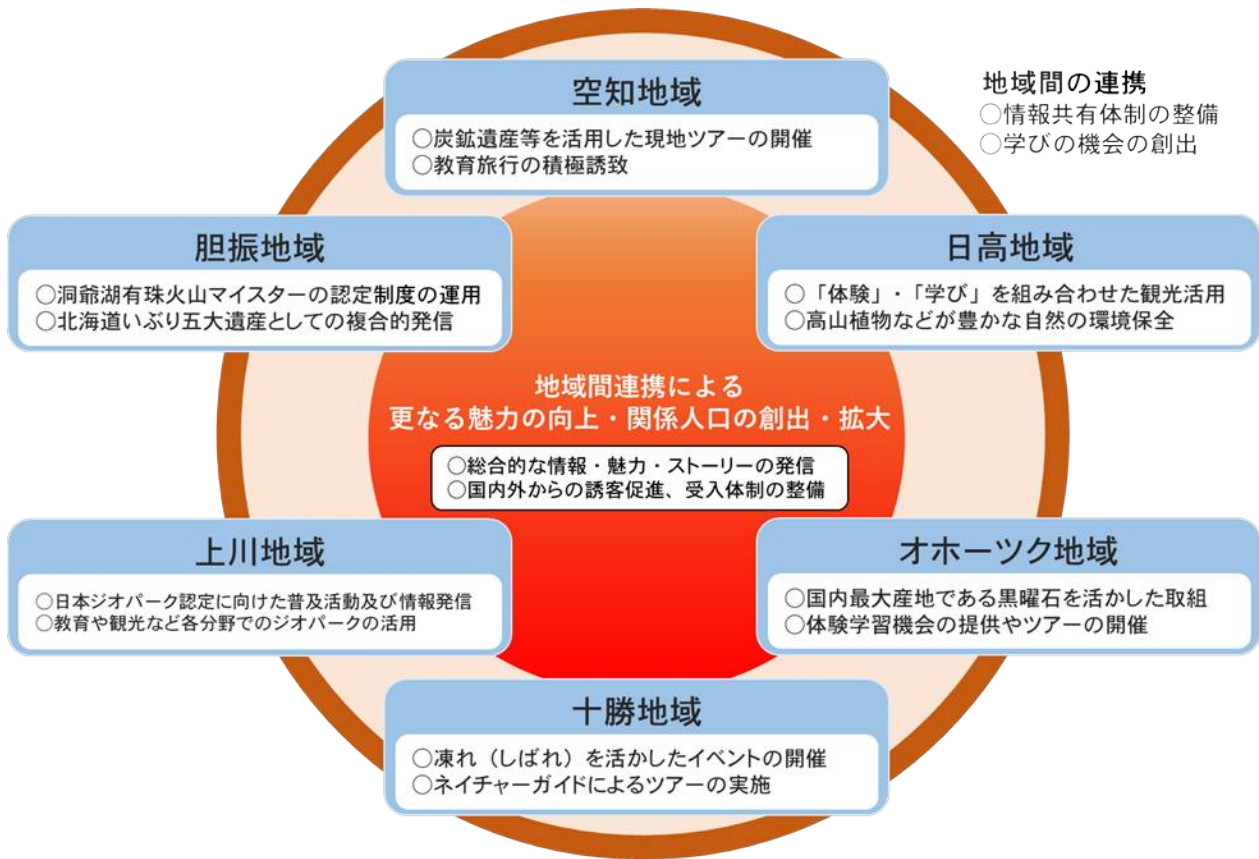 空知地域
○炭鉱遺産等を活用した現地ツアーの開催
○教育旅行の積極誘致
地域間の連携
○情報共有体制の整備
○学びの機会の創出
胆振地域
○洞爺湖有珠火山マイスターの認定制度の運用
○北海道いぶり五大遺産としての複合的発信
日高地域
○「体験」・「学び」を組み合わせた観光活用
○高山植物などが豊かな自然の環境保全
地域間連携による
更なる魅力の向上・関係人口の創出・拡大
○総合的な情報・魅力・ストーリーの発信
○国内外からの誘客促進、受入体制の整備
上川地域
○日本ジオパーク認定に向けた普及活動及び情報発信
○教育や観光など各分野でのジオパークの活用
オホーツク地域
○国内最大産地である黒曜石を活かした取組
○体験学習機会の提供やツアーの開催
十勝地域
○凍れ（しばれ）を活かしたイベントの開催
○ネイチャーガイドによるツアーの実施